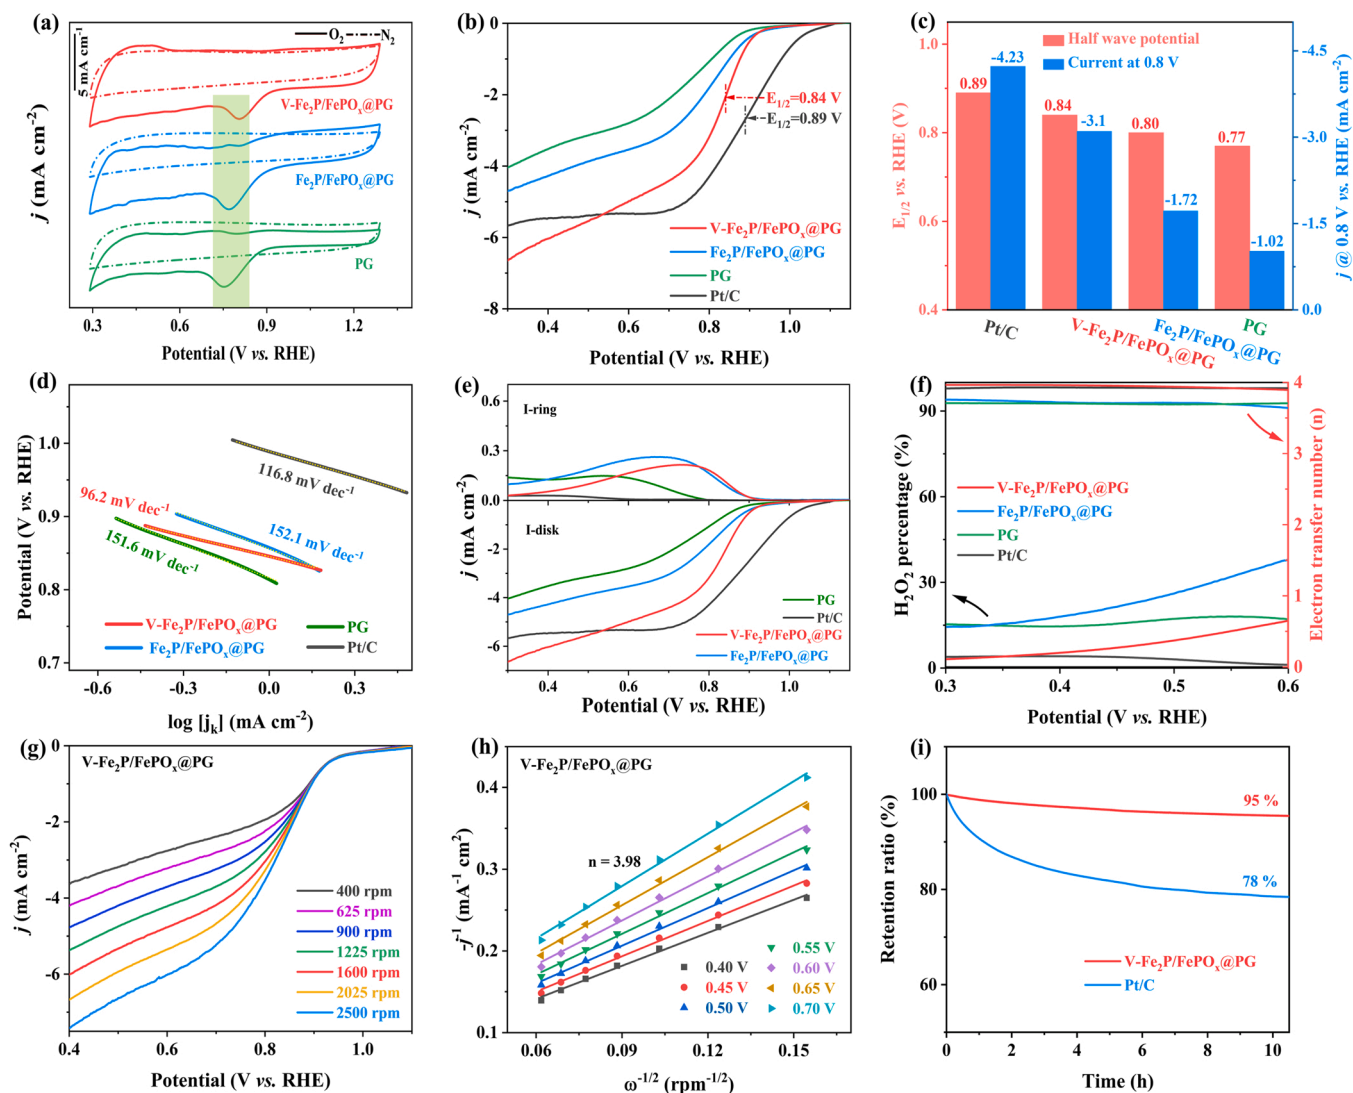 (a)
5 mA cm-1
O2
N2
V-Fe2P/FePOx@PG
Fe2P/FePOx@PG
PG
j (mA cm-2)
0.3
0.6
0.9
1.2
Potential (V vs. RHE)
(b)
0
-2
-4
-6
-8
j (mA cm-2)
E1/2=0.84 V
E1/2=0.89 V
V-Fe2P/FePOx@PG
Fe2P/FePOx@PG
PG
Pt/C
0.4
0.6
0.8
1.0
Potential (V vs. RHE)
(c)
1.0
0.8
0.6
0.4
E1/2 vs. RHE (V)
Half wave potential
Current at 0.8 V
0.89
-4.23
0.84
-3.1
0.80
-1.72
0.77
-1.02
-4.5
-3.0
-1.5
0.0
j @ 0.8 V vs. RHE (mA cm-2)
Pt/C
V-Fe2P/FePOx@PG
Fe2P/FePOx@PG
PG
(d)
1.0
0.9
0.8
0.7
Potential (V vs. RHE)
116.8 mV dec-1
96.2 mV dec-1
152.1 mV dec-1
151.6 mV dec-1
V-Fe2P/FePOx@PG
Fe2P/FePOx@PG
PG
Pt/C
-0.6
-0.3
0.0
0.3
log [jk] (mA cm-2)
(e)
0.6
0.3
0.0
-2
-4
-6
j (mA cm-2)
I-ring
I-disk
PG
Pt/C
V-Fe2P/FePOx@PG
Fe2P/FePOx@PG
0.4
0.6
0.8
1.0
Potential (V vs. RHE)
(f)
90
60
30
0
H2O2 percentage (%)
V-Fe2P/FePOx@PG
Fe2P/FePOx@PG
PG
Pt/C
4
3
2
1
0
Electron transfer number (n)
0.3
0.4
0.5
0.6
Potential (V vs. RHE)
(g)
V-Fe2P/FePOx@PG
0
-2
-4
-6
j (mA cm-2)
400 rpm
625 rpm
900 rpm
1225 rpm
1600 rpm
2025 rpm
2500 rpm
0.4
0.6
0.8
1.0
Potential (V vs. RHE)
(h)
V-Fe2P/FePOx@PG
0.4
0.3
0.2
0.1
-J-1 (mA-1 cm2)
n = 3.98
0.40 V
0.45 V
0.50 V
0.55 V
0.60 V
0.65 V
0.70 V
0.06
0.09
0.12
0.15
ω-1/2 (rpm-1/2)
(i)
100
80
60
Retention ratio (%)
95 %
78 %
V-Fe2P/FePOx@PG
Pt/C
0
2
4
6
8
10
Time (h)